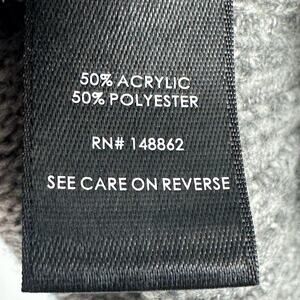 50% ACRYLIC
50% POLYESTER
RN# 148862
SEE CARE ON REVERSE